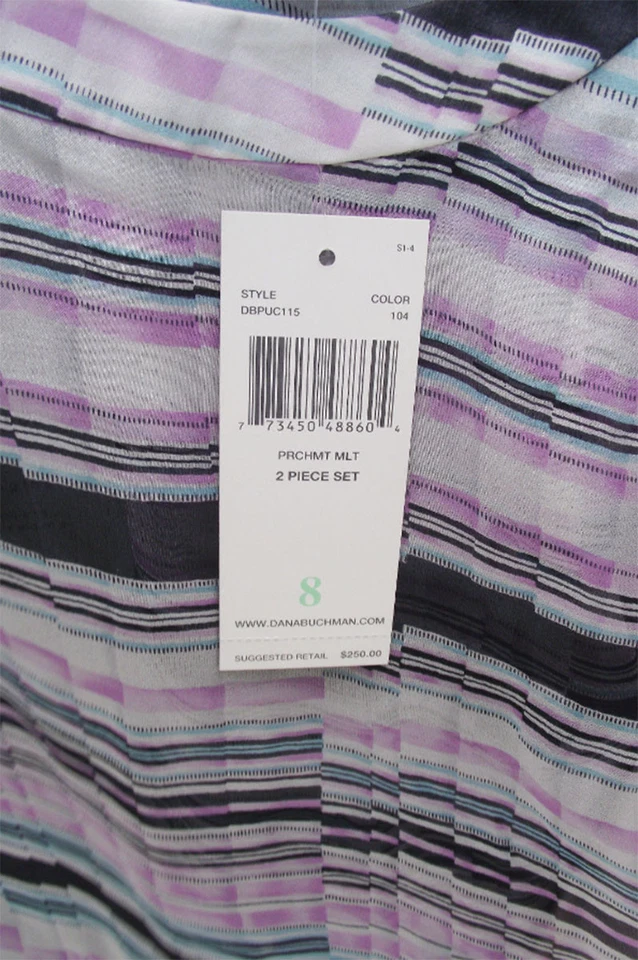 S1-4
STYLE COLOR
DBPUC115 104
7 73450 48860 4
PRCHMT MLT
2 PIECE SET
8
WWW.DANABUCHMAN.COM
SUGGESTED RETAIL $250.00